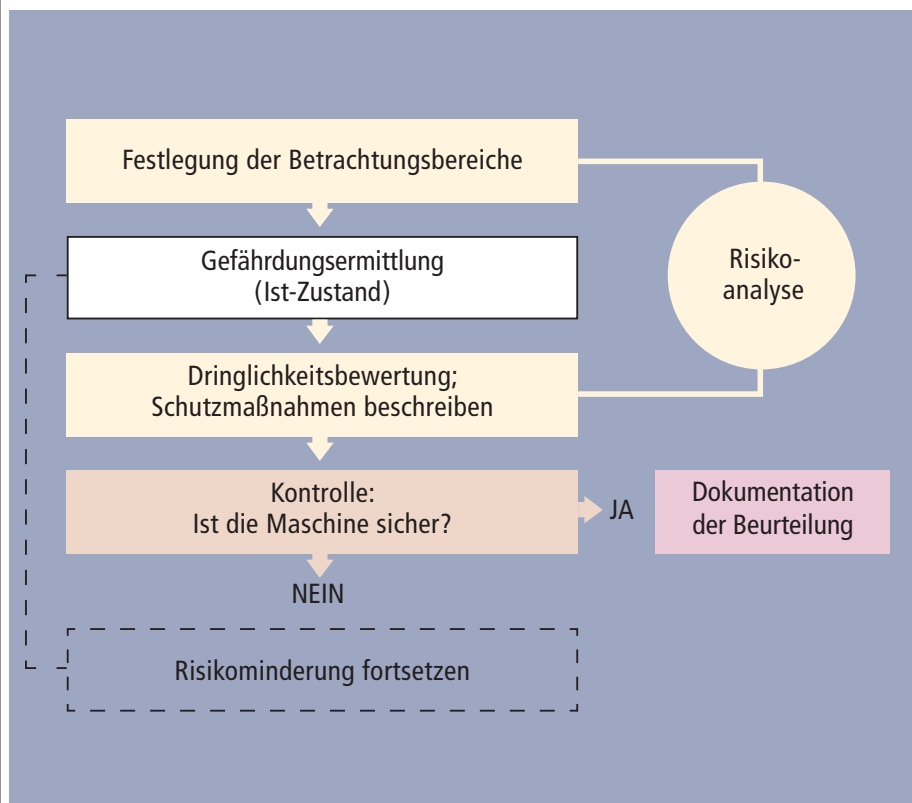 Festlegung der Betrachtungsbereiche
Gefährdungsermittlung
(Ist-Zustand)
Risiko-
analyse
Dringlichkeitsbewertung;
Schutzmaßnahmen beschreiben
Kontrolle:
Ist die Maschine sicher?
JA
Dokumentation
der Beurteilung
NEIN
Risikominderung fortsetzen